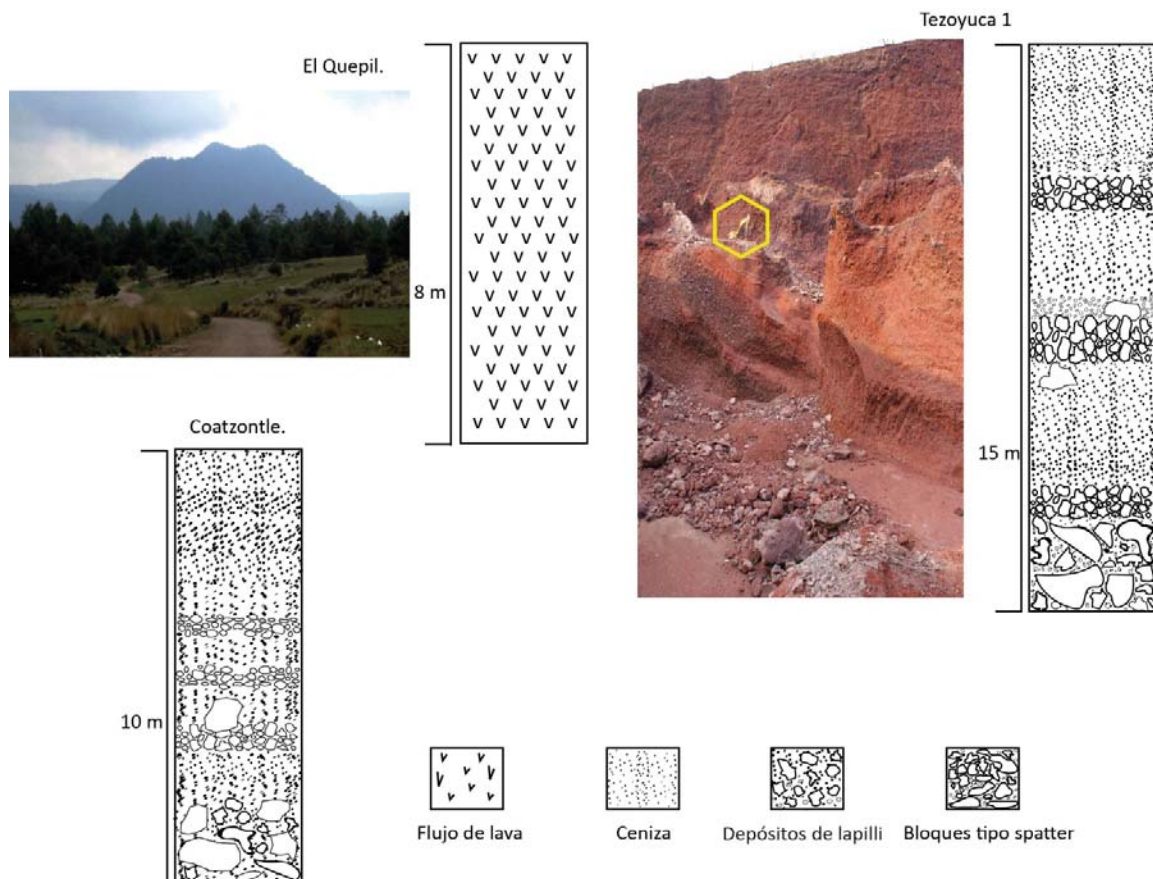 Tezoyuca 1
El Quepil.
8 m
Coatzontle.
15 m
10 m
Flujo de lava
Ceniza
Depósitos de lapilli
Bloques tipo spatter